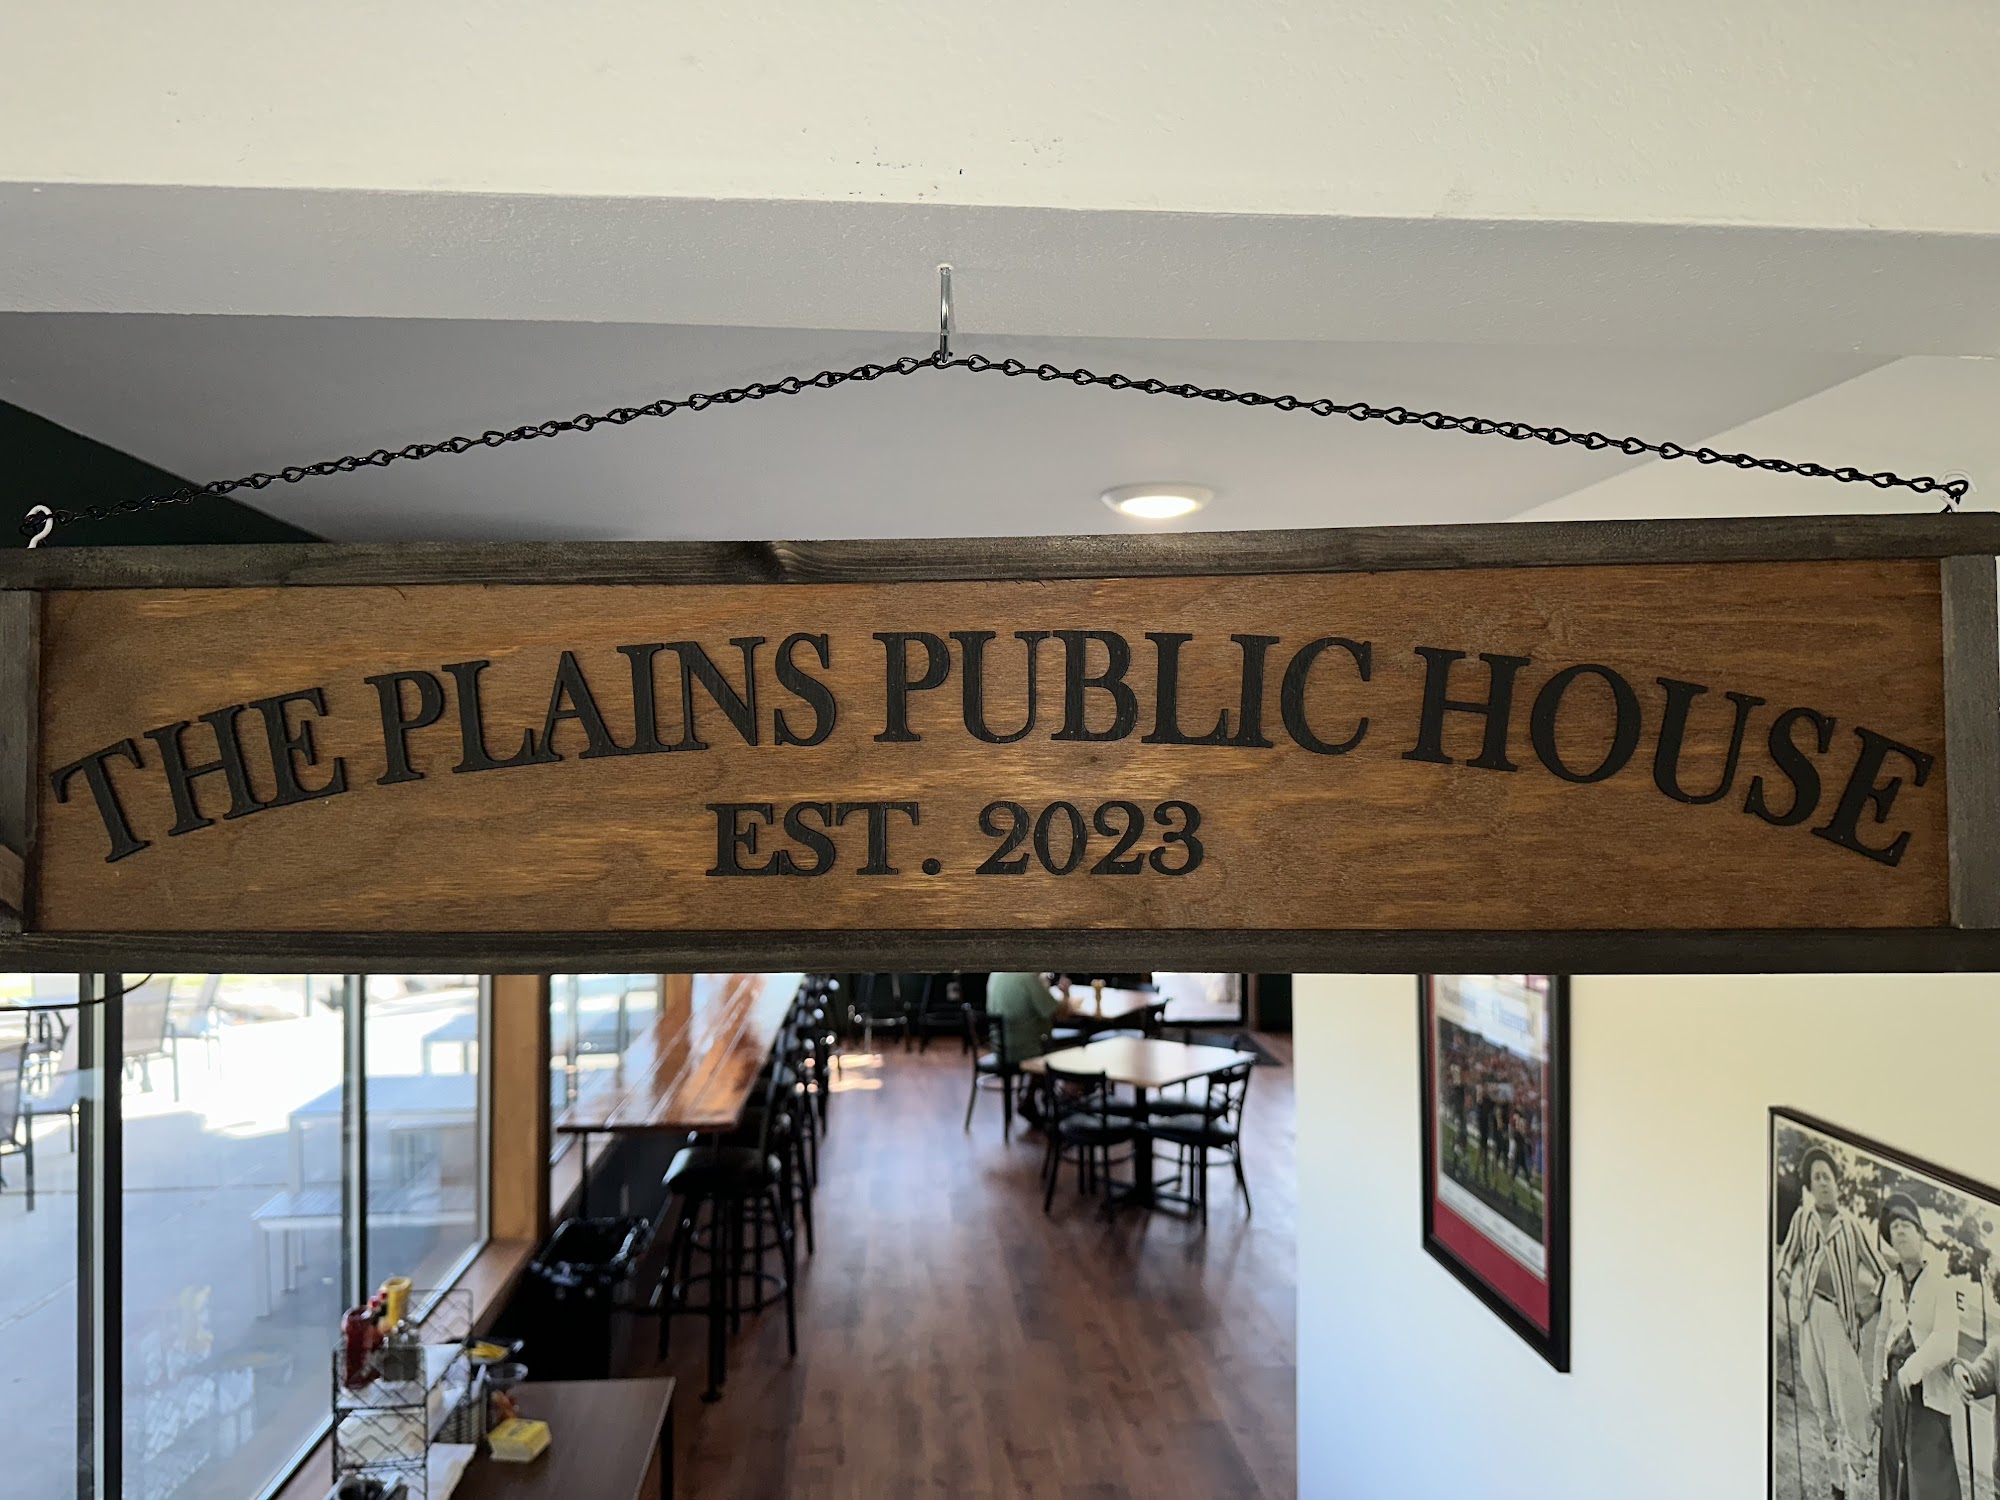 THE PLAINS PUBLIC HOUSE
EST. 2023
E